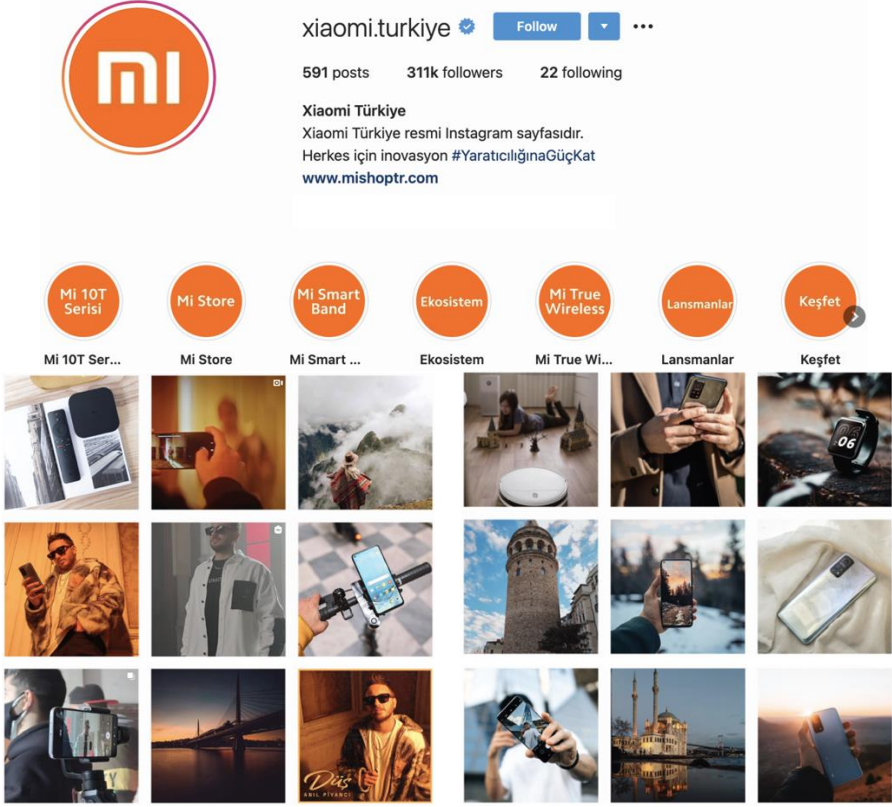 xiaomi.turkiye
Follow
591 posts 311k followers 22 following
Xiaomi Türkiye
Xiaomi Türkiye resmi Instagram sayfasıdır.
Herkes için inovasyon #YaratıcılığınaGüçKat
www.mishoptr.com
Mi 10T
Serisi
Mi Store
Mi Smart
Band
Ekosistem
Mi True
Wireless
Lansmanlar
Keşfet
Mi 10T Ser...
Mi Store
Mi Smart ...
Ekosistem
Mi True Wi...
Lansmanlar
Keşfet
06
Düş
ANIL PİYANCI